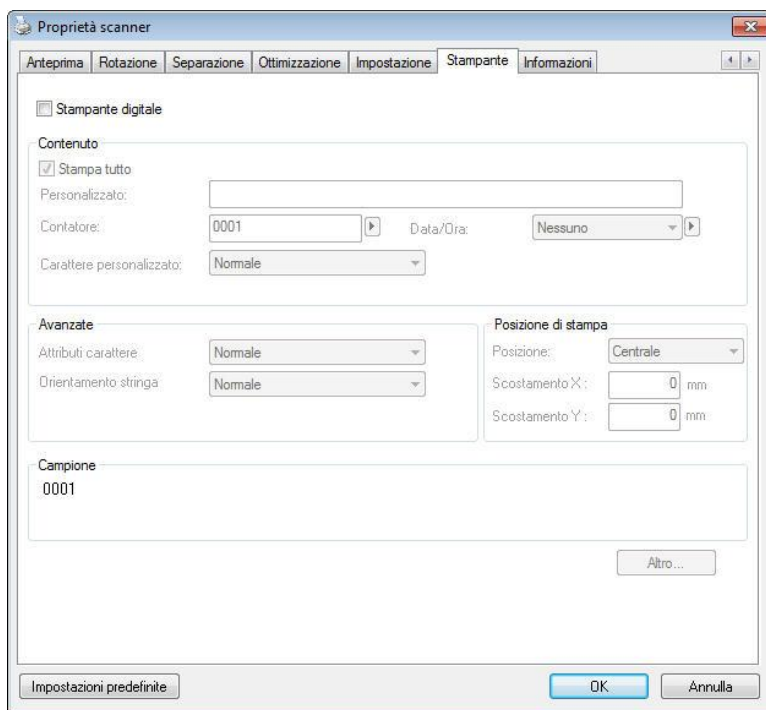 Proprietà scanner
Anteprima Rotazione Separazione Ottimizzazione Impostazione Stampante Informazioni
Stampante digitale
Contenuto
Stampa tutto
Personalizzato:
Contatore: 0001 Data/Ora: Nessuno
Carattere personalizzato: Normale
Avanzate
Attributi carattere Normale
Orientamento stringa Normale
Posizione di stampa
Posizione: Centrale
Scostamento X : 0 mm
Scostamento Y : 0 mm
Campione
0001
Altro...
Impostazioni predefinite OK Annulla